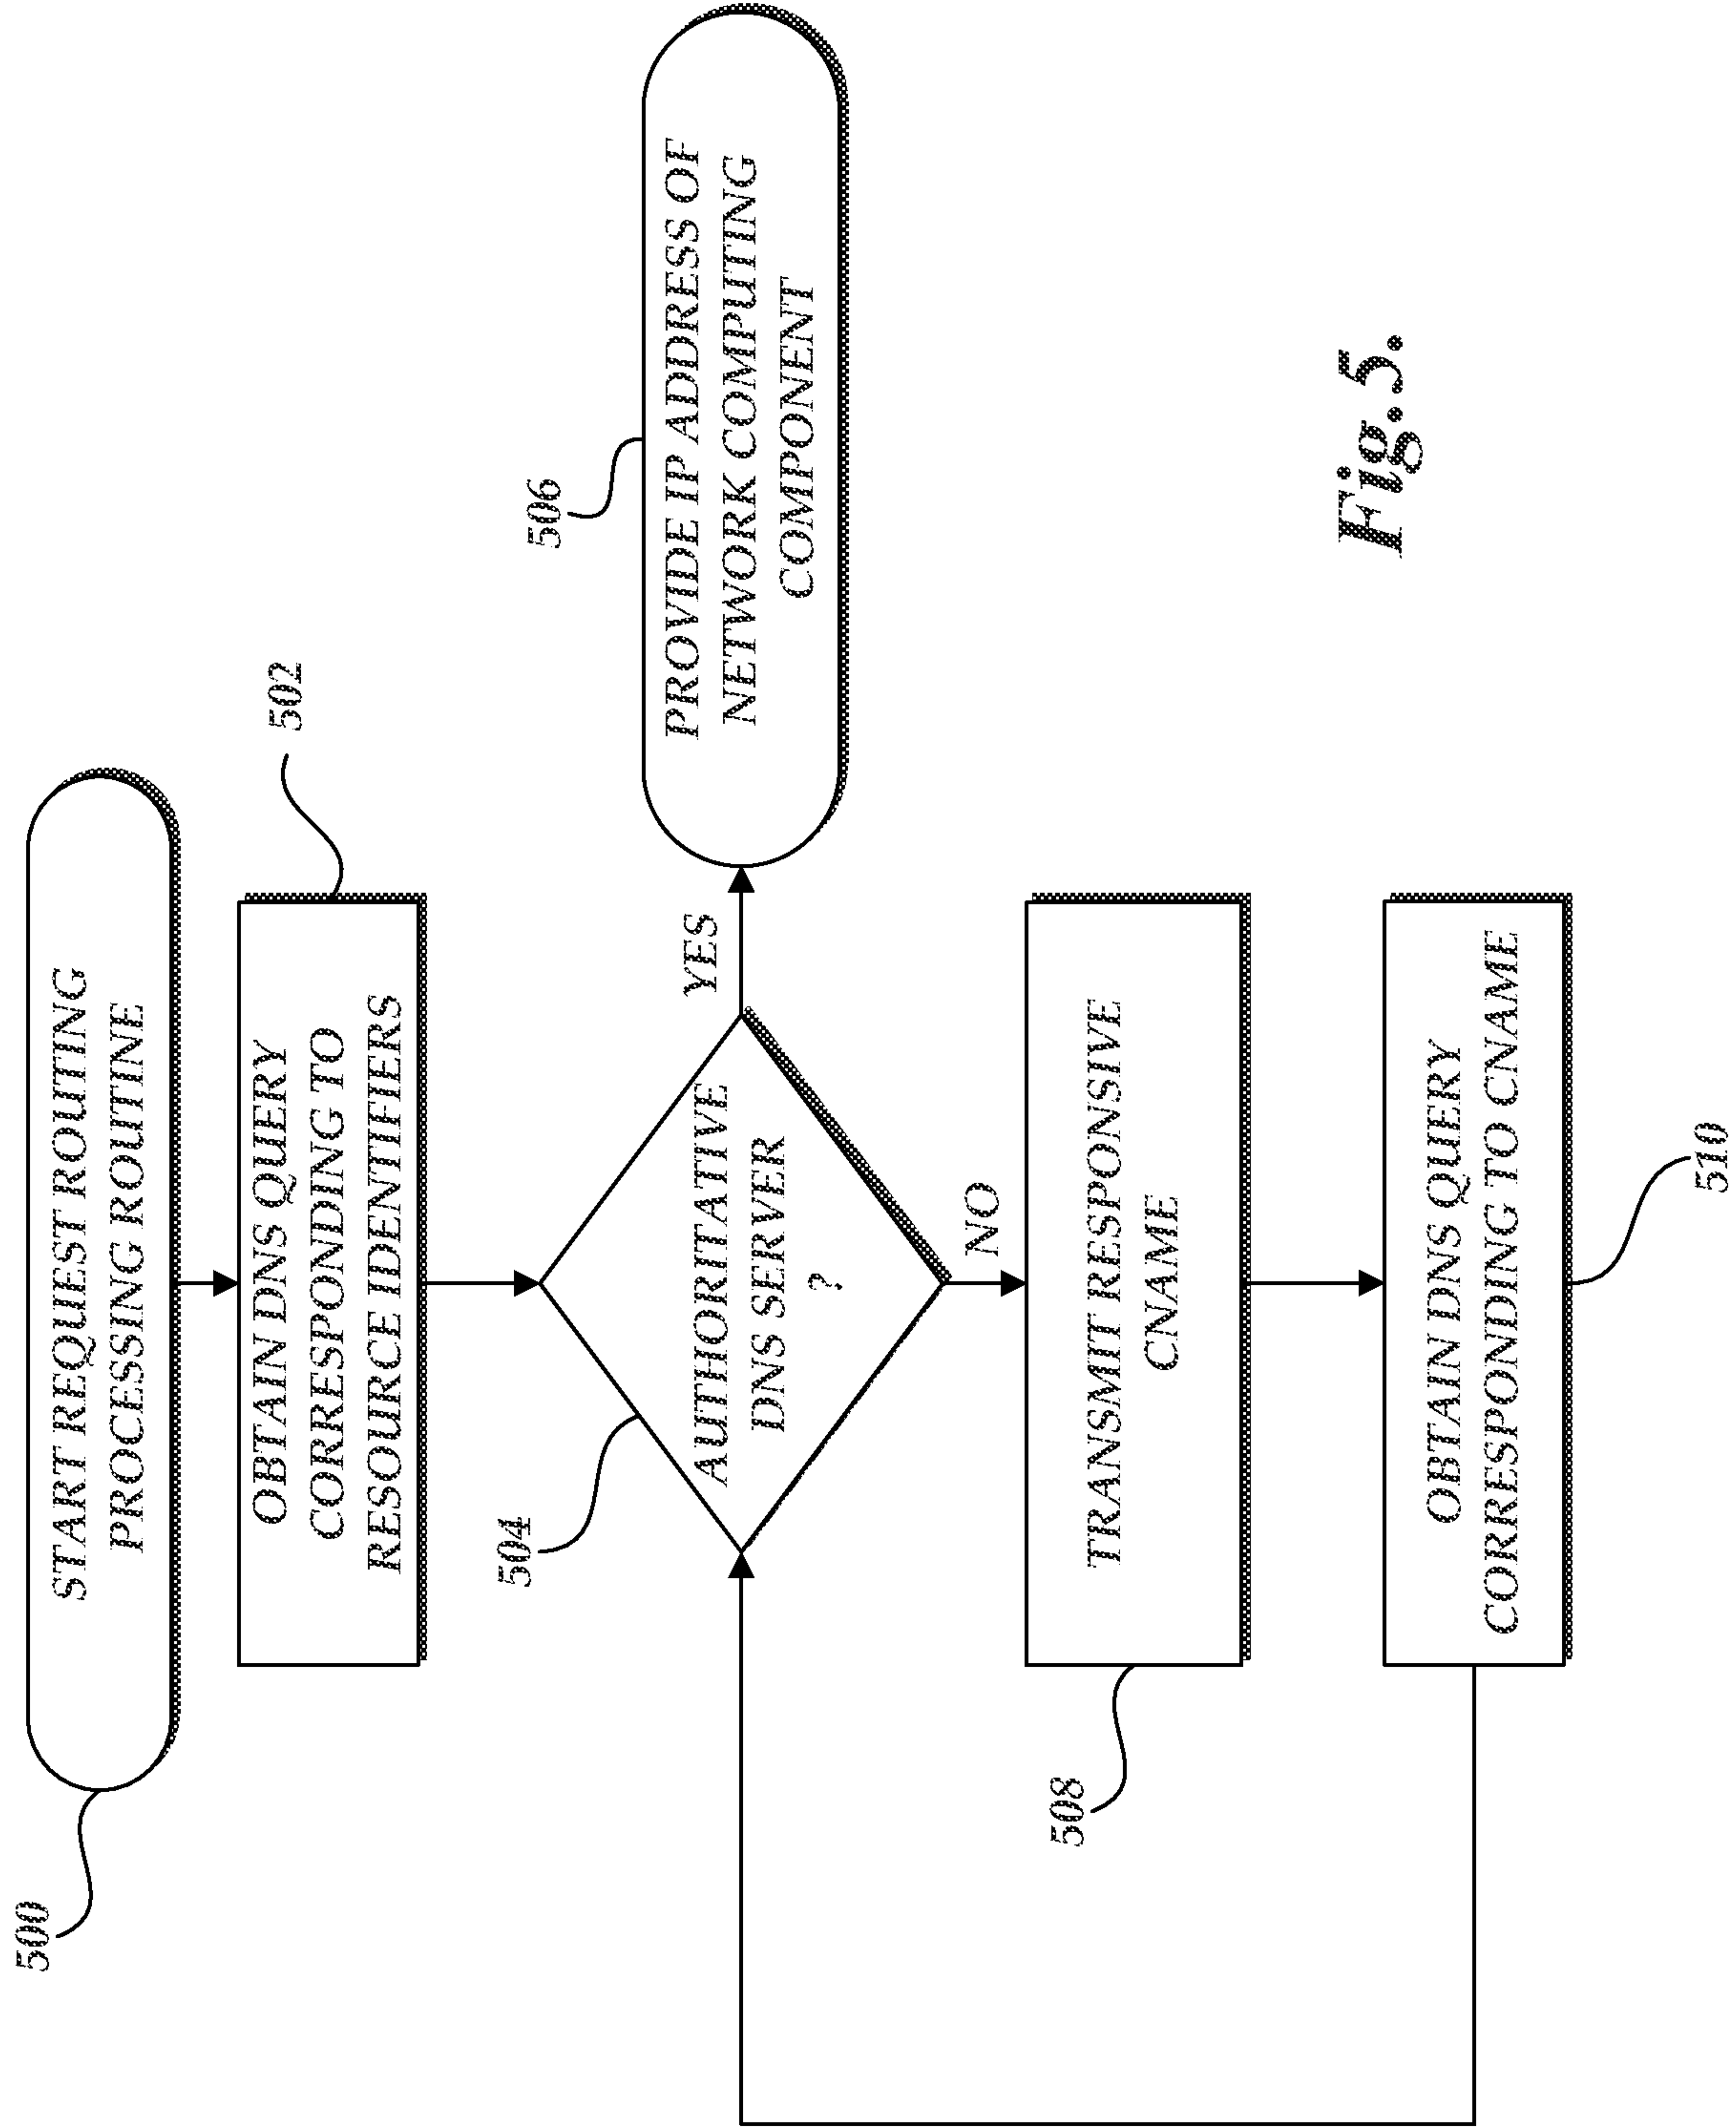 500
START REQUEST ROUTING
PROCESSING ROUTINE
502
OBTAIN DNS QUERY
CORRESPONDING TO
RESOURCE IDENTIFIERS
504
AUTHORITATIVE
DNS SERVER
?
YES
506
PROVIDE IP ADDRESS OF
NETWORK COMPUTING
COMPONENT
NO
508
TRANSMIT RESPONSIVE
CNAME
OBTAIN DNS QUERY
CORRESPONDING TO CNAME
510
Fig.5.